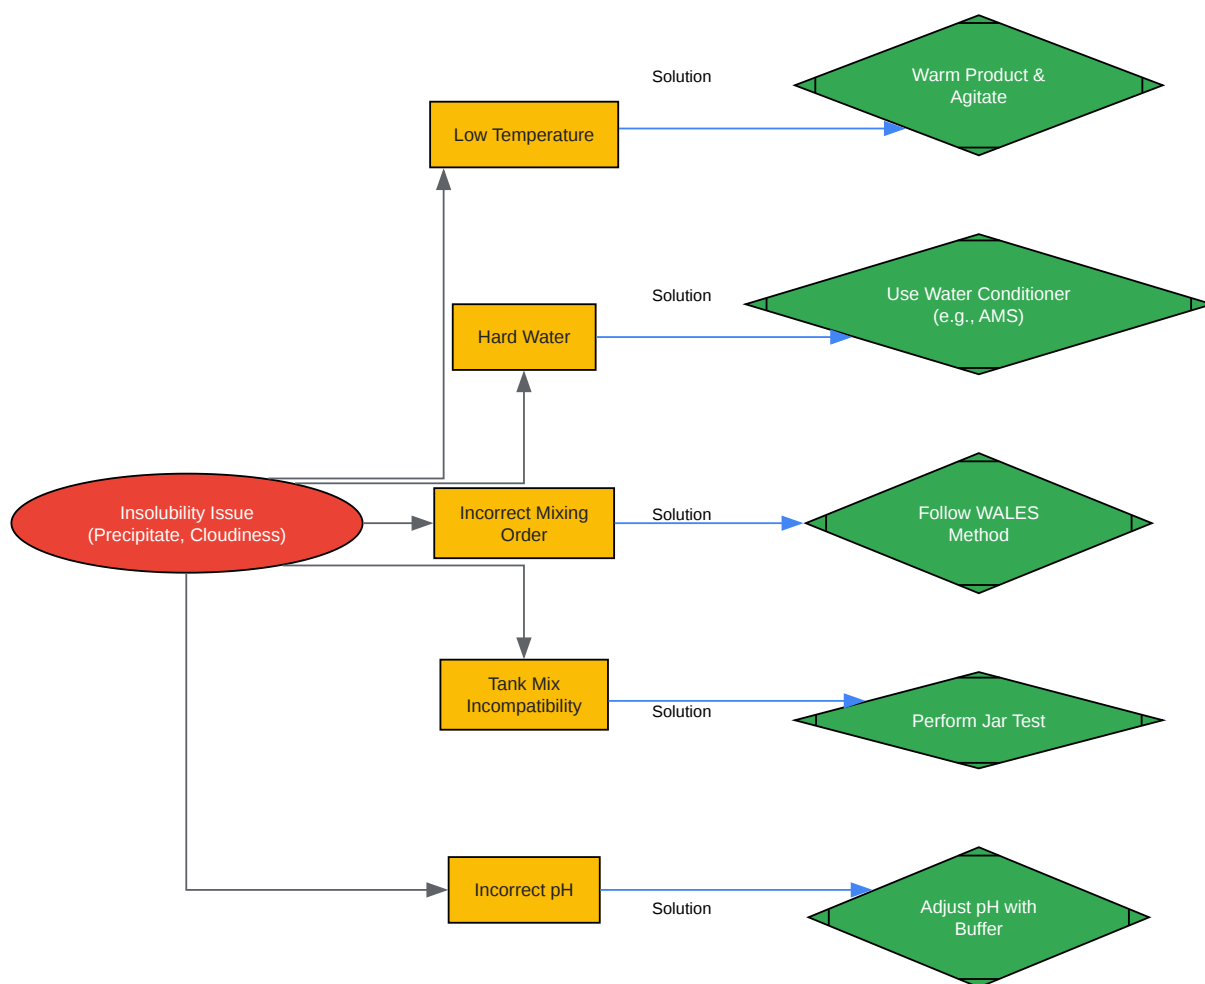 Solution
Warm Product &
Agitate
Low Temperature
Solution
Use Water Conditioner
(e.g., AMS)
Hard Water
Insolubility Issue
(Precipitate, Cloudiness)
Incorrect Mixing
Order
Solution
Follow WALES
Method
Tank Mix
Incompatibility
Solution
Perform Jar Test
Incorrect pH
Solution
Adjust pH with
Buffer